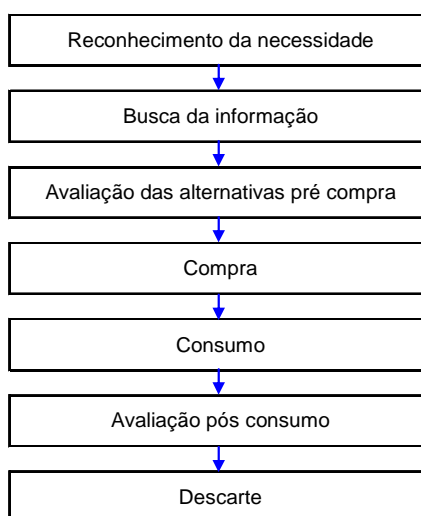 Reconhecimento da necessidade
Busca da informação
Avaliação das alternativas pré compra
Compra
Consumo
Avaliação pós consumo
Descarte